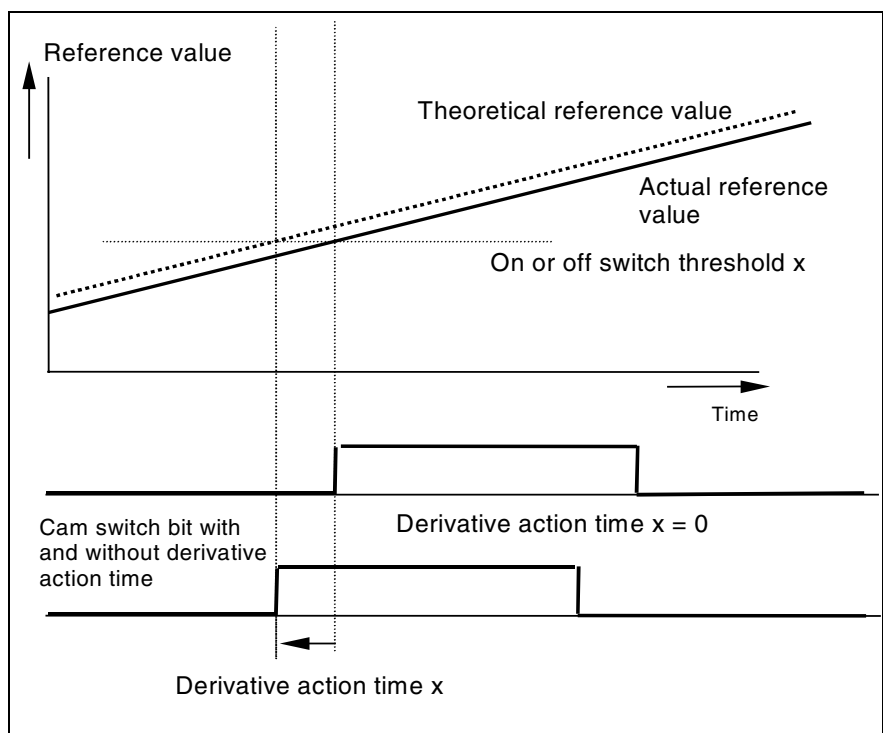 Reference value
Theoretical reference value
Actual reference
value
On or off switch threshold x
Time
Derivative action time x = 0
Cam switch bit with
and without derivative
action time
Derivative action time x